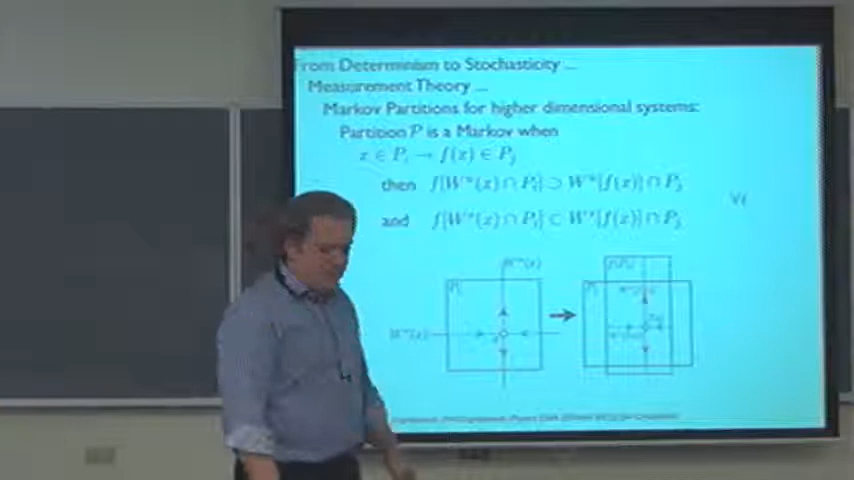 From Determinism to Stochasticity ...
Measurement Theory ...
Markov Partitions for higher dimensional systems:
Partition P is a Markov when
x ∈ Pᵢ → f(x) ∈ Pⱼ
then f[Wᵘ(x) ∩ Pᵢ] ⊃ Wᵘ[f(x)] ∩ Pⱼ
∀i
and f[Wˢ(x) ∩ Pᵢ] ⊂ Wˢ[f(x)] ∩ Pⱼ
Wᵘ(x)
f(Pᵢ)
Pᵢ
Pⱼ
Wˢ(x)
x